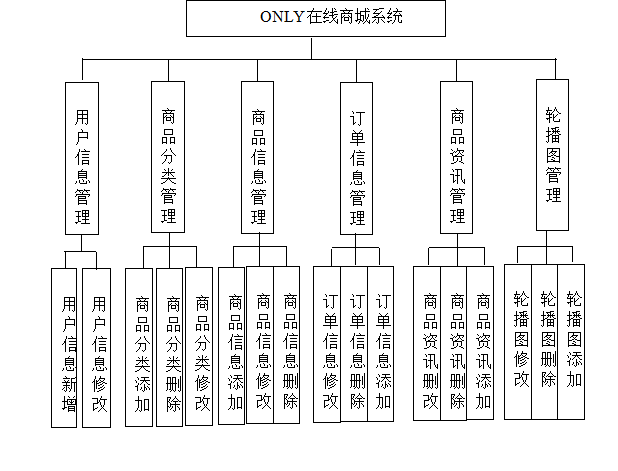 ONLY在线商城系统
用户信息管理
商品分类管理
商品信息管理
订单信息管理
商品资讯管理
轮播图管理
用户信息新增
用户信息修改
商品分类添加
商品分类删除
商品分类修改
商品信息添加
商品信息修改
商品信息删除
订单信息修改
订单信息删除
订单信息添加
商品资讯删改
商品资讯删除
商品资讯添加
轮播图修改
轮播图删除
轮播图添加